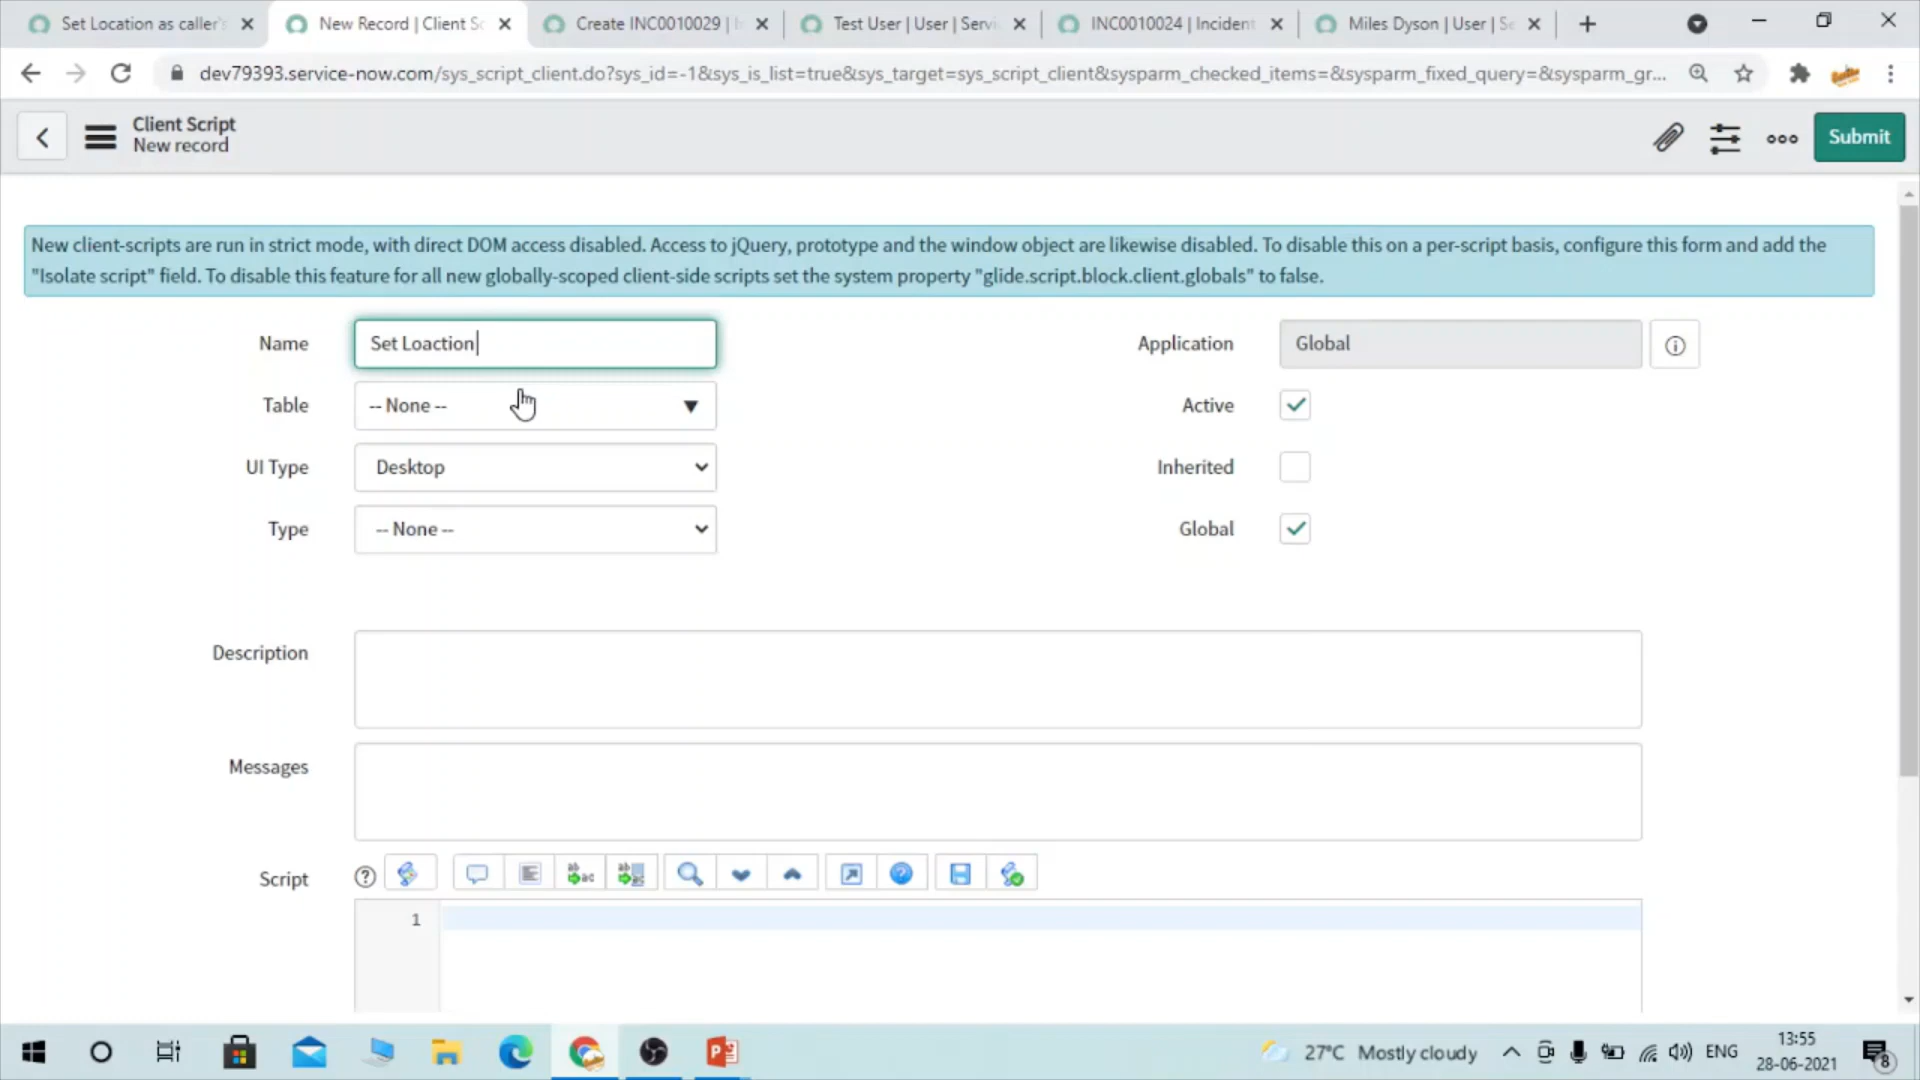 Set Location as caller's
New Record | Client Sc
Create INC0010029 | In
Test User | User | Servi
INC0010024 | Incident
Miles Dyson | User | Se
dev79393.service-now.com/sys_script_client.do?sys_id=-1&sys_is_list=true&sys_target=sys_script_client&sysparm_checked_items=&sysparm_fixed_query=&sysparm_gr...
Client Script
New record
Submit
New client-scripts are run in strict mode, with direct DOM access disabled. Access to jQuery, prototype and the window object are likewise disabled. To disable this on a per-script basis, configure this form and add the
"Isolate script" field. To disable this feature for all new globally-scoped client-side scripts set the system property "glide.script.block.client.globals" to false.
Name
Set Loaction
Application
Global
Table
-- None --
Active
UI Type
Desktop
Inherited
Type
-- None --
Global
Description
Messages
Script
1
27°C Mostly cloudy
ENG
13:55
28-06-2021
8